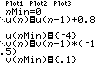 Plot1 Plot2 Plot3
nMin=0
\u(n)≡u(n-1)+0.8
u(nMin)≡{-4}
\v(n)≡v(n-1)*(-1.5)
v(nMin)≡{.1}